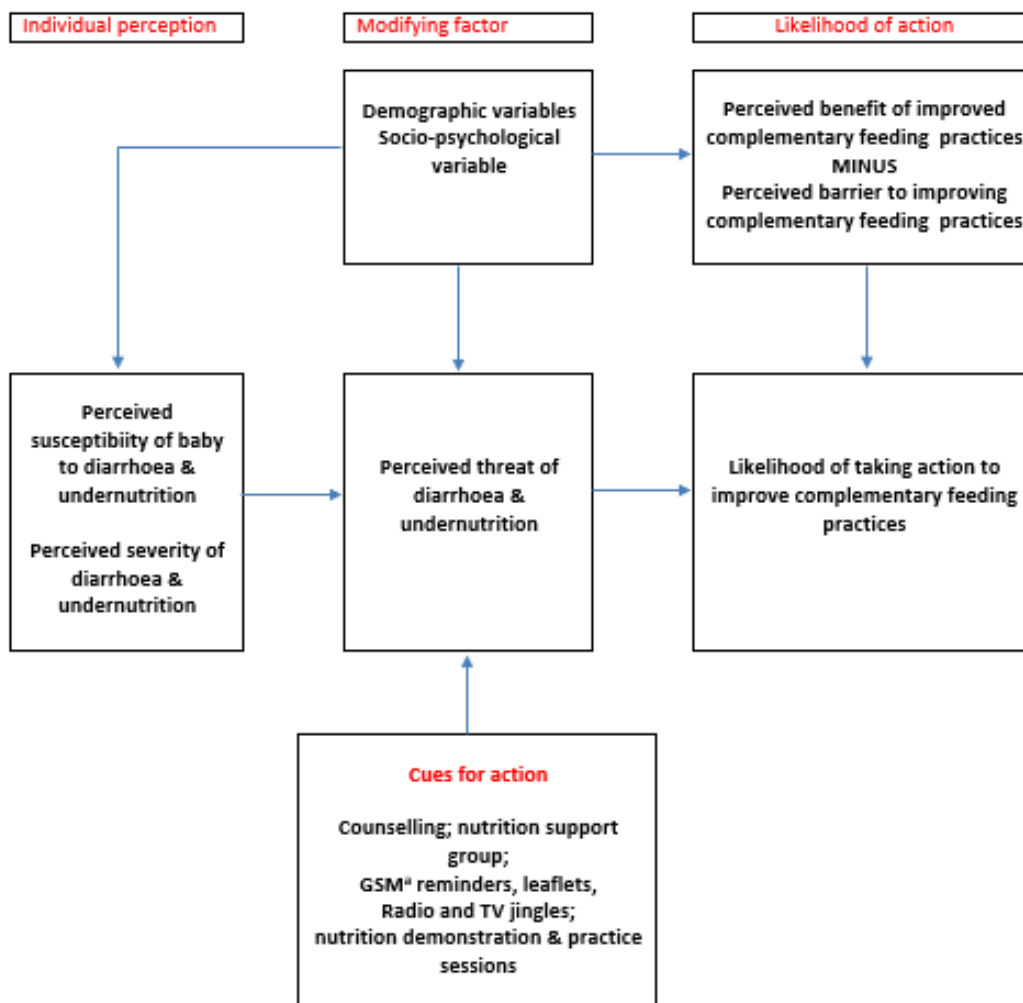 Individual perception
Modifying factor
Likelihood of action
Demographic variables
Socio-psychological
variable
Perceived benefit of improved
complementary feeding practices
MINUS
Perceived barrier to improving
complementary feeding practices
Perceived
susceptibiity of baby
to diarrhoea &
undernutrition
Perceived severity of
diarrhoea &
undernutrition
Perceived threat of
diarrhoea &
undernutrition
Likelihood of taking action to
improve complementary feeding
practices
Cues for action
Counselling; nutrition support
group;
GSMª reminders, leaflets,
Radio and TV jingles;
nutrition demonstration & practice
sessions